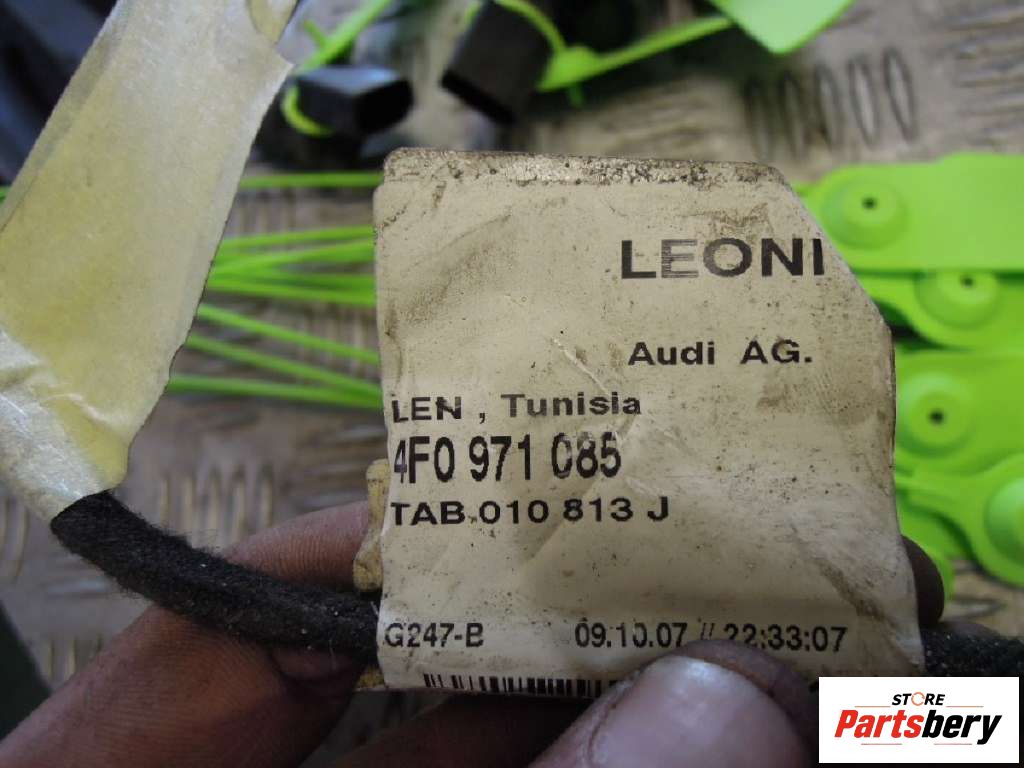 LEONI
Audi AG.
LEN , Tunisia
4F0 971 085
TAB.010 813 J
G247-B 09.10.07 // 22:33:07
STORE
Partsbery